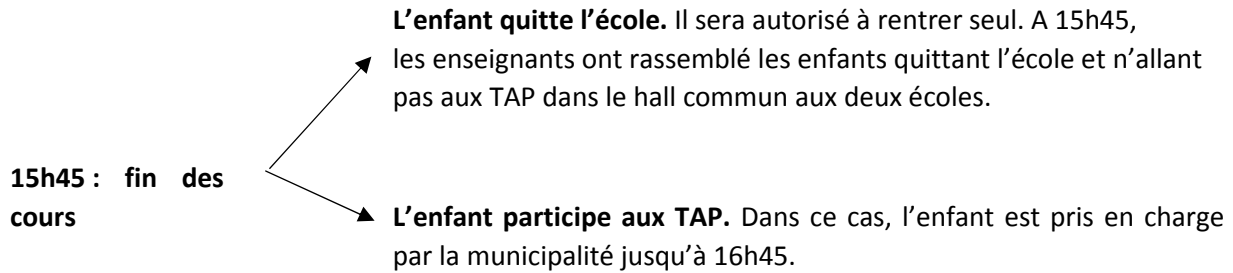 L’enfant quitte l’école. Il sera autorisé à rentrer seul. A 15h45,
les enseignants ont rassemblé les enfants quittant l’école et n’allant
pas aux TAP dans le hall commun aux deux écoles.
15h45 : fin des
cours
L’enfant participe aux TAP. Dans ce cas, l’enfant est pris en charge
par la municipalité jusqu’à 16h45.